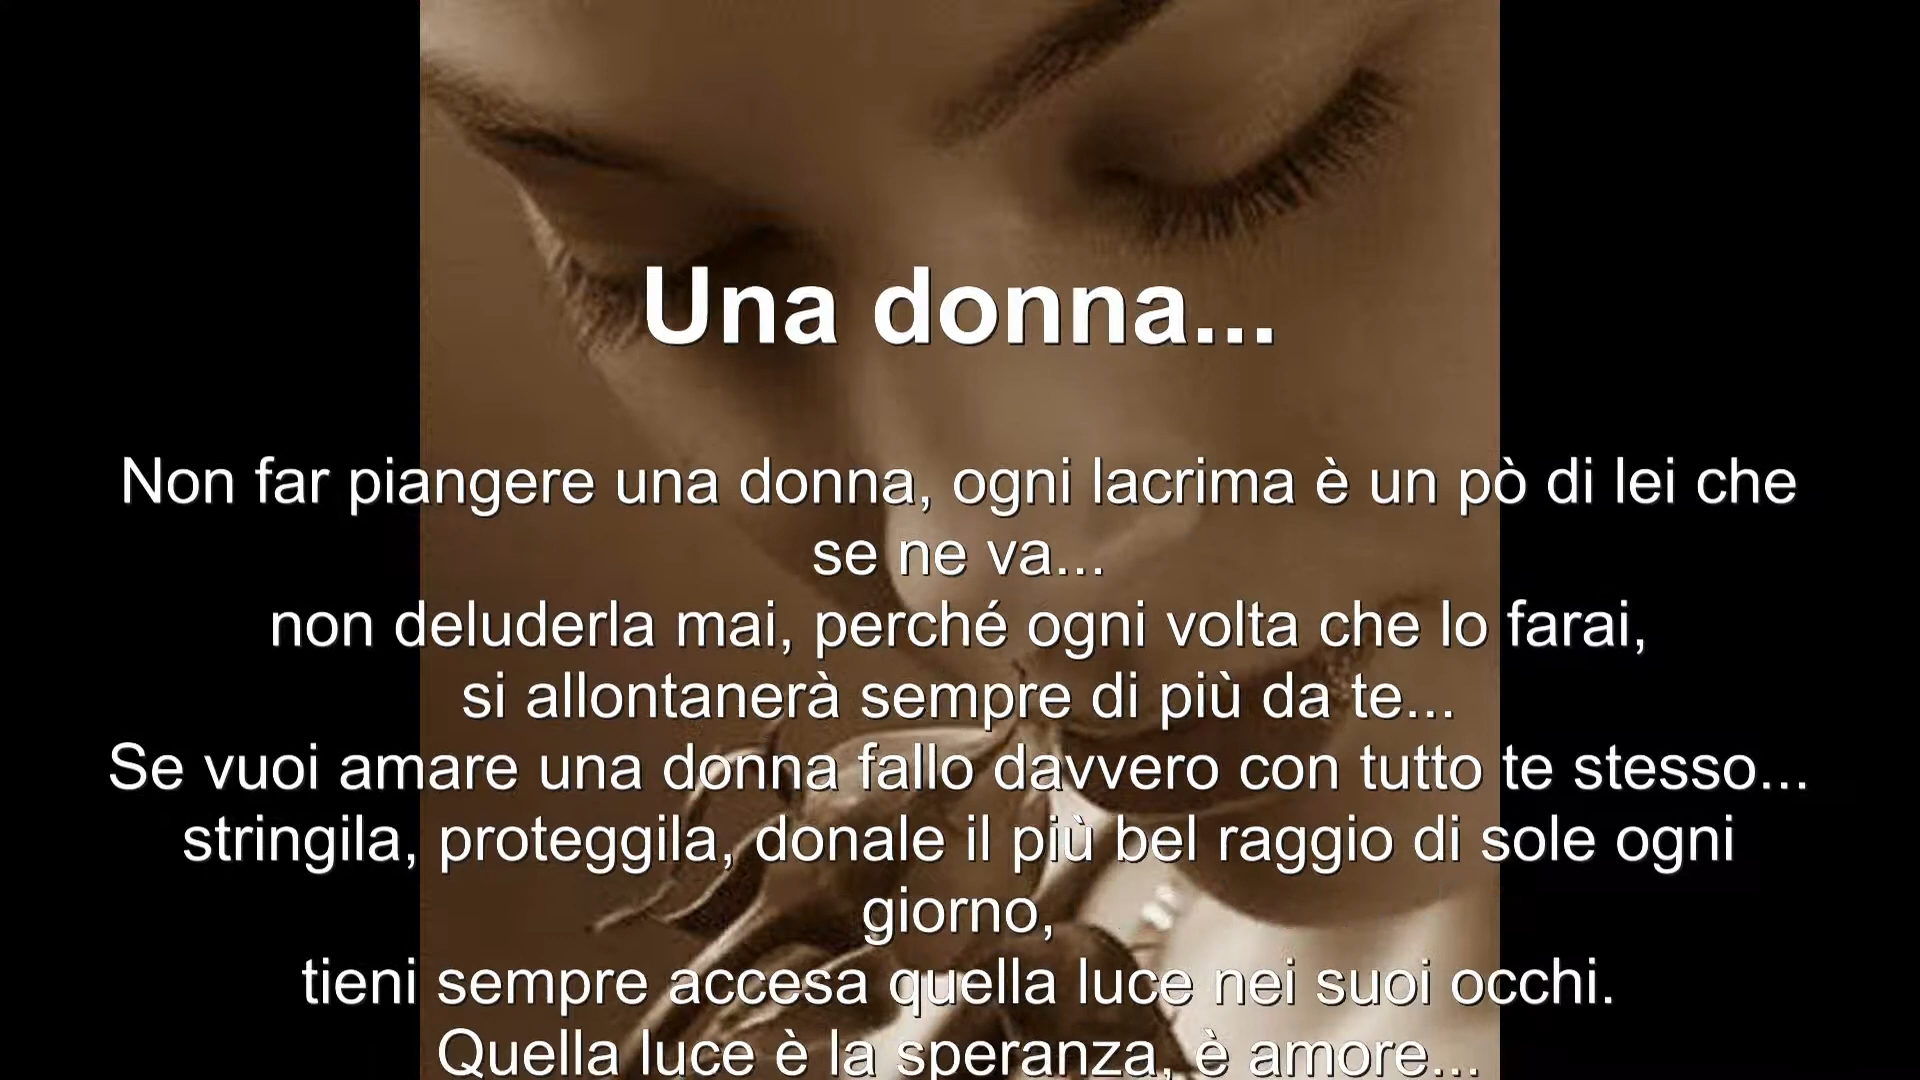 Una donna...
Non far piangere una donna, ogni lacrima è un pò di lei che
se ne va...
non deluderla mai, perché ogni volta che lo farai,
si allontanerà sempre di più da te...
Se vuoi amare una donna fallo davvero con tutto te stesso...
stringila, proteggila, donale il più bel raggio di sole ogni
giorno,
tieni sempre accesa quella luce nei suoi occhi.
Quella luce è la speranza, è amore...